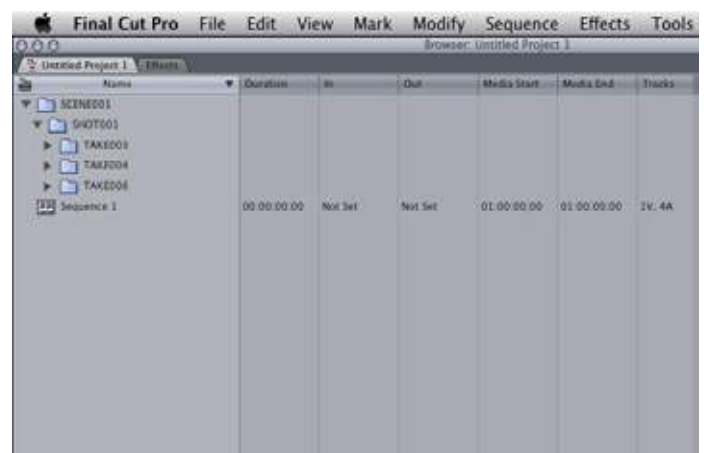 Final Cut Pro File Edit View Mark Modify Sequence Effects Tools
Browser: Untitled Project 1
Untitled Project 1 Effects
Name Duration In Out Media Start Media End Tracks
SCENE001
SHOT001
TAKE003
TAKE004
TAKE006
Sequence 1 00:00:00:00 Not Set Not Set 01:00:00:00 01:00:00:00 1V, 4A